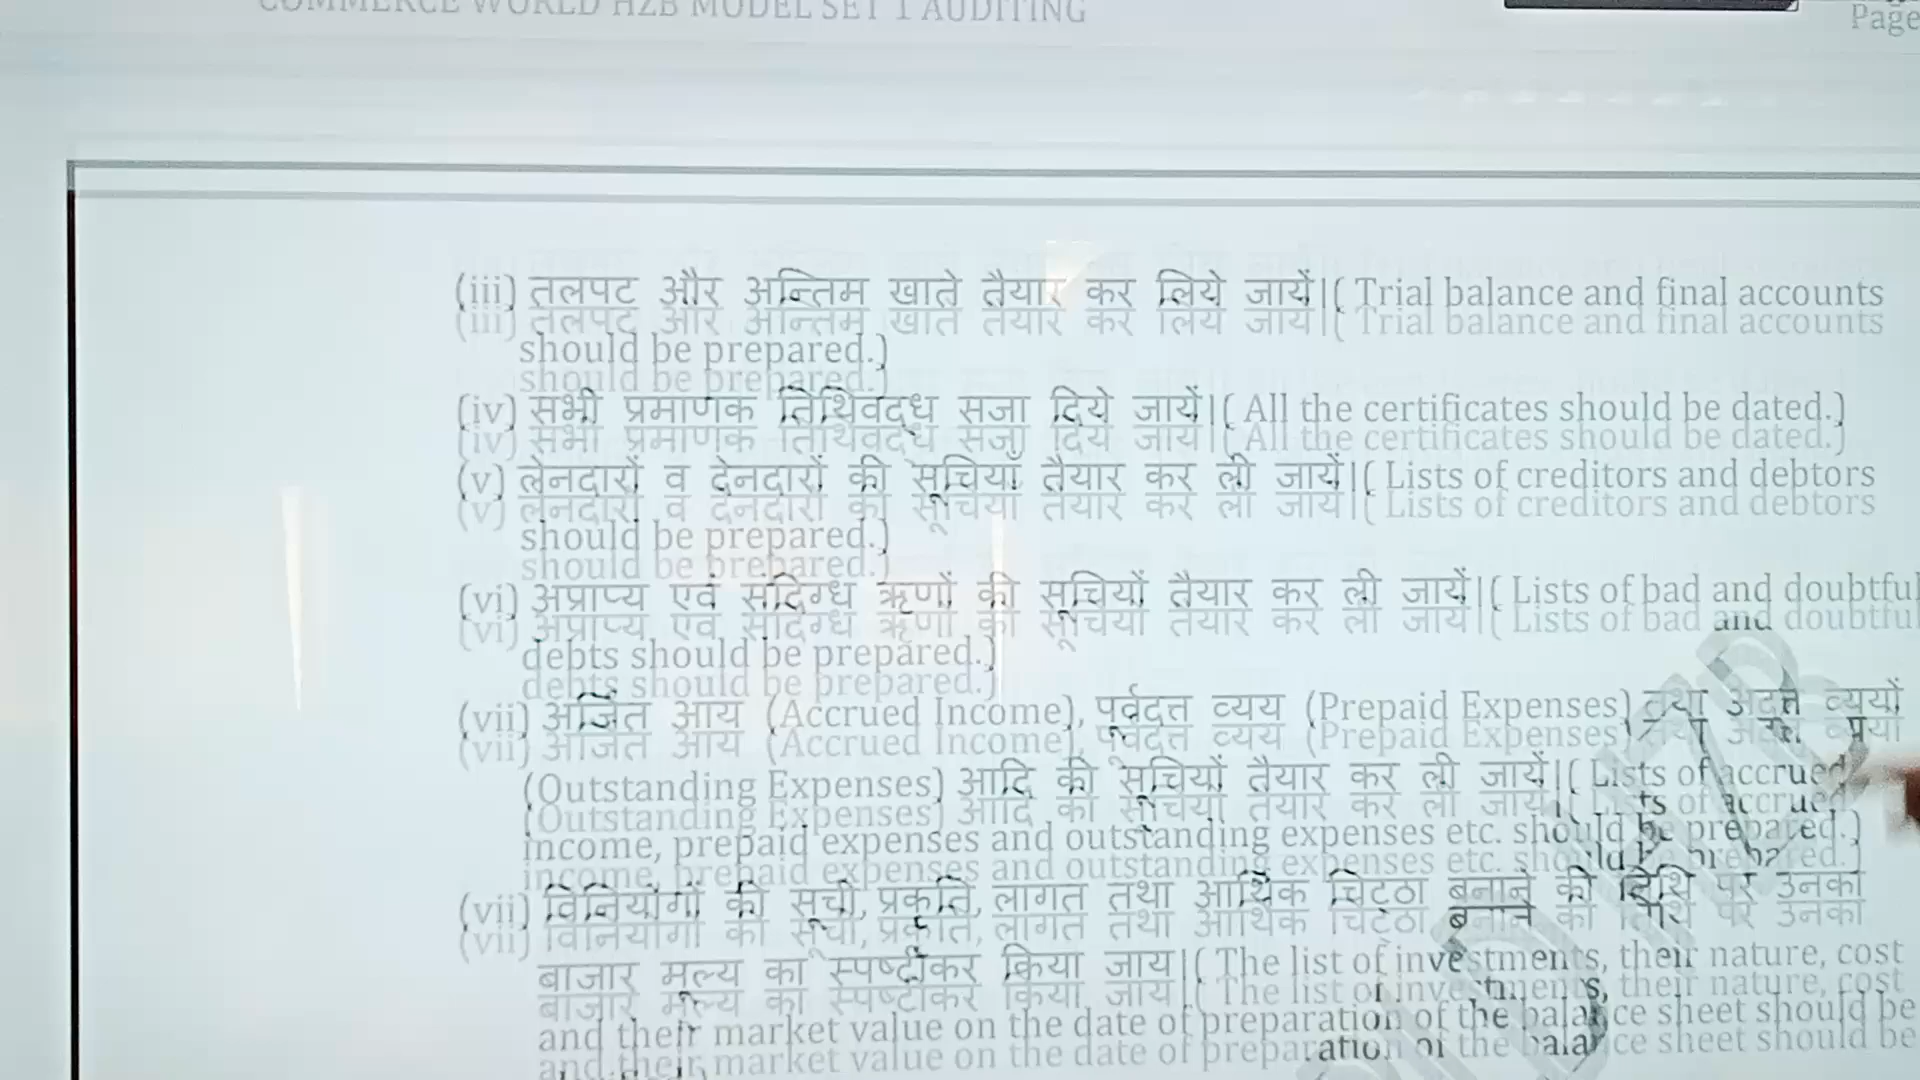 COMMERCE WORLD HZB MODEL SET 1 AUDITING
Page
(iii) तलपट और अन्तिम खाते तैयार कर लिये जायें|( Trial balance and final accounts
should be prepared.)
(iv) सभी प्रमाणक तिथिवद्ध सजा दिये जायें|( All the certificates should be dated.)
(v) लेनदारों व देनदारों की सूचियाँ तैयार कर ली जायें|( Lists of creditors and debtors
should be prepared.)
(vi) अप्राप्य एवं संदिग्ध ऋणों की सूचियों तैयार कर ली जायें|( Lists of bad and doubtful
debts should be prepared.)
(vii) अर्जित आय (Accrued Income), पूर्वदत्त व्यय (Prepaid Expenses) तथा अदत्त व्ययों
(Outstanding Expenses) आदि की सूचियों तैयार कर ली जायें|( Lists of accrued
income, prepaid expenses and outstanding expenses etc. should be prepared.)
(vii) विनियोगों की सूची, प्रकृति, लागत तथा आर्थिक चिट्ठा बनाने की तिथि पर उनका
बाजार मूल्य का स्पष्टीकर किया जाय|( The list of investments, their nature, cost
and their market value on the date of preparation of the balance sheet should be